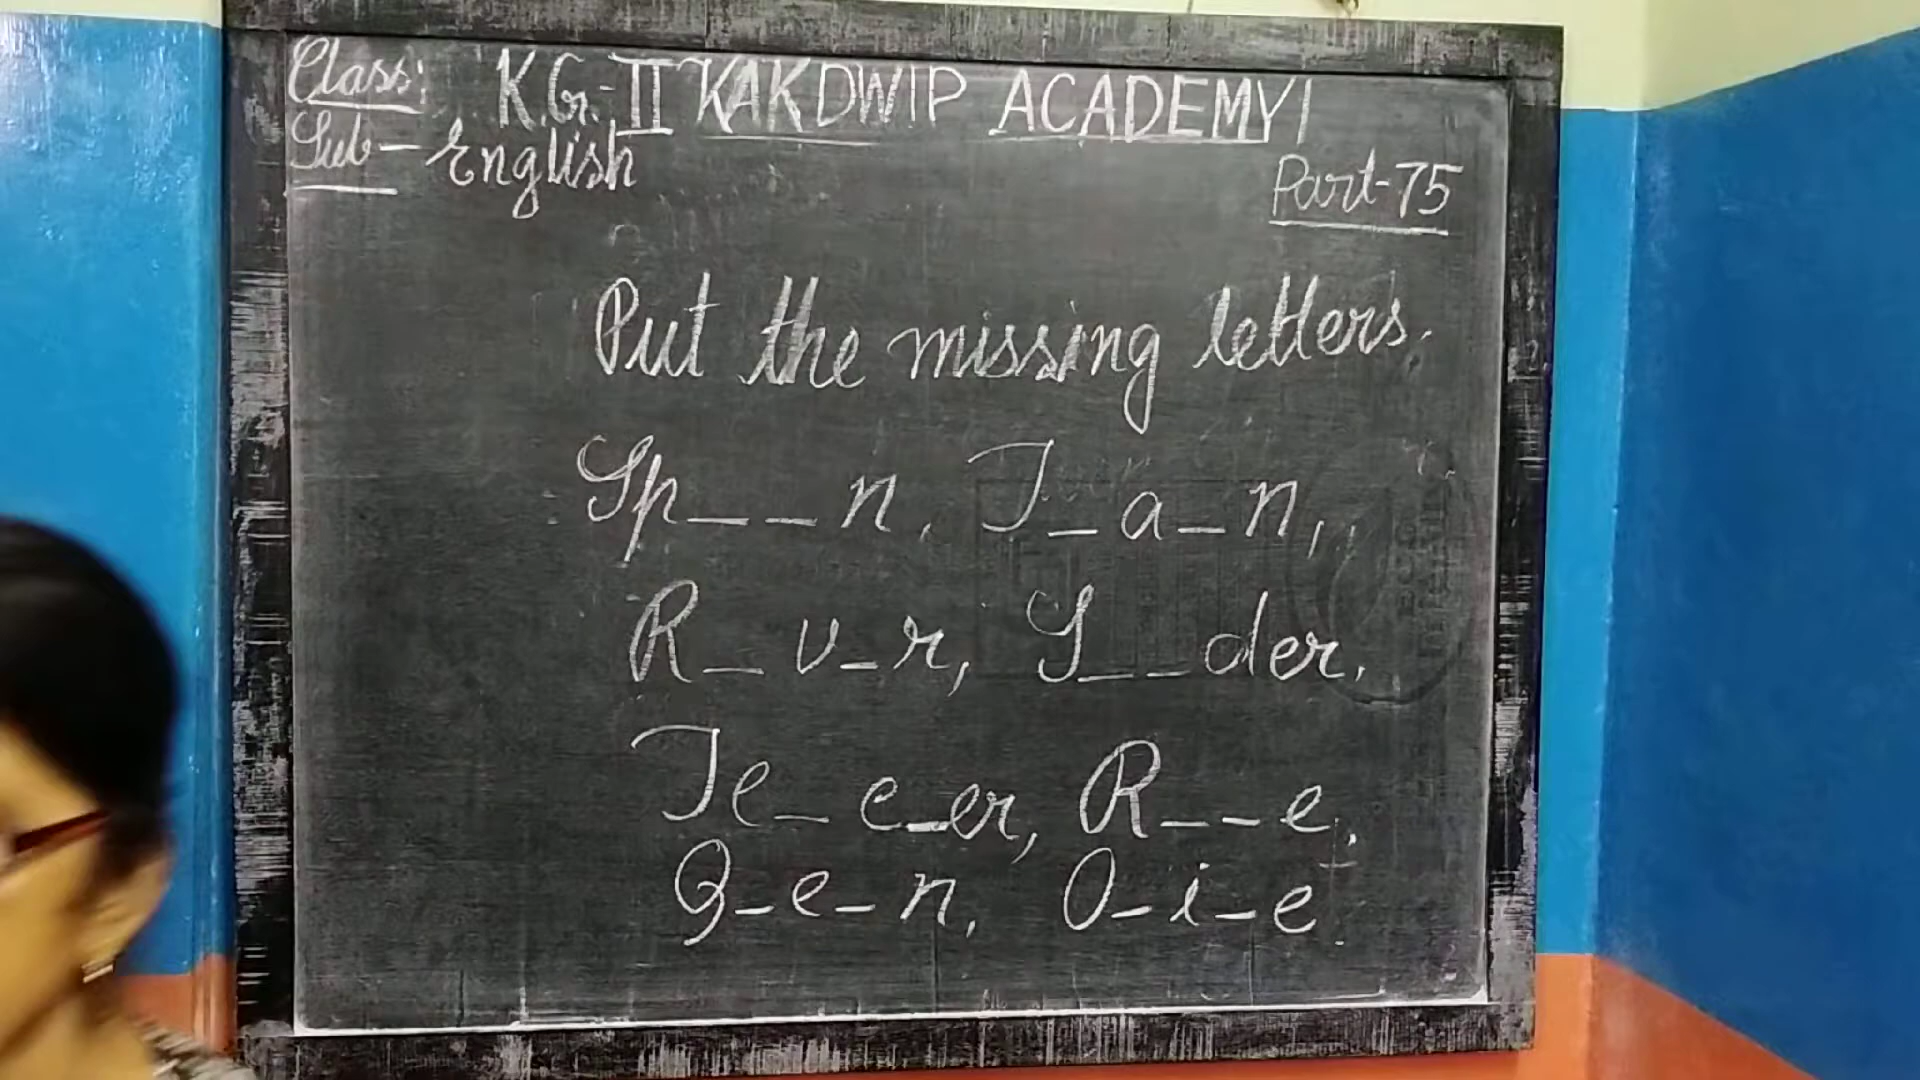 Class: K.G.-II KAKDWIP ACADEMY
Sub- English
Part-75
Put the missing letters.
Sp__n, T_a_n,
R_v_r, S__der.
Te_c_er, R__e.
Q_e_n, O_i_e.